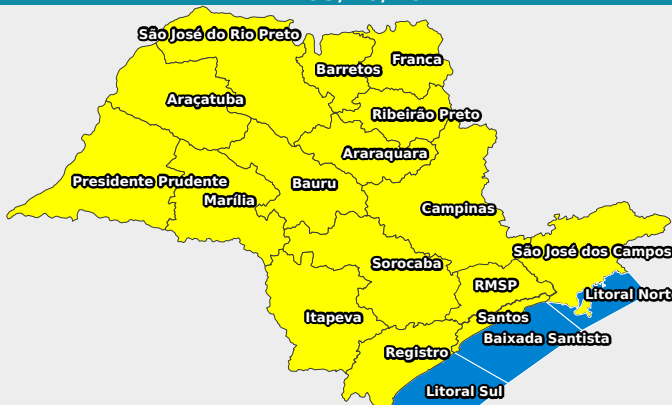 São José do Rio Preto
Franca
Barretos
Araçatuba
Ribeirão Preto
Araraquara
Presidente Prudente
Bauru
Marília
Campinas
São José dos Campos
Sorocaba
RMSP
Litoral Nort
Itapeva
Santos
Baixada Santista
Registro
Litoral Sul